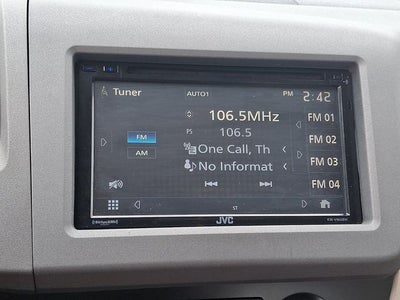 Tuner AUTO1 PM 2:42
106.5MHz FM 01
PS 106.5
FM FM 02
One Call, Th
AM FM 03
No Informat
FM 04
ST
JVC
SiriusXM